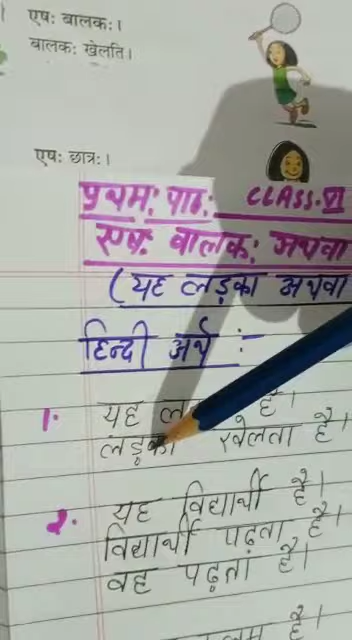 एषः बालकः।
बालकः खेलति।
एषः छात्रः।
प्रथमः पाठः CLASS-VI
एषः बालकः अथवा
(यह लड़का अथवा
हिन्दी अर्थ :-
1. यह है।
लड़का खेलता है।
2. यह विद्यार्थी है।
विद्यार्थी पढ़ता है।
वह पढ़ता है।